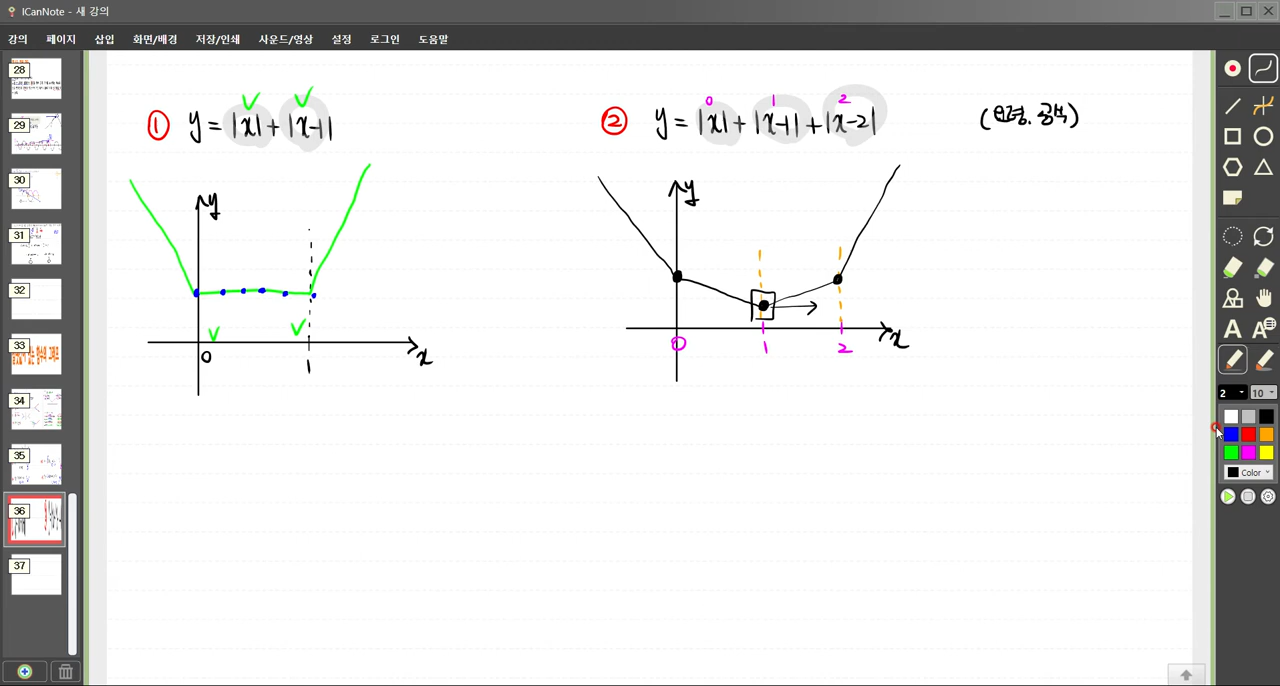 ICanNote - 새 강의
강의 페이지 삽입 화면/배경 저장/인쇄 사운드/영상 설정 로그인 도움말
28
29
30
31
32
33
34
35
36
37
① y = |x| + |x-1|
y
0
1
x
② y = |x| + |x-1| + |x-2|
0 1 2
y
0
1
2
x
2
10
Color